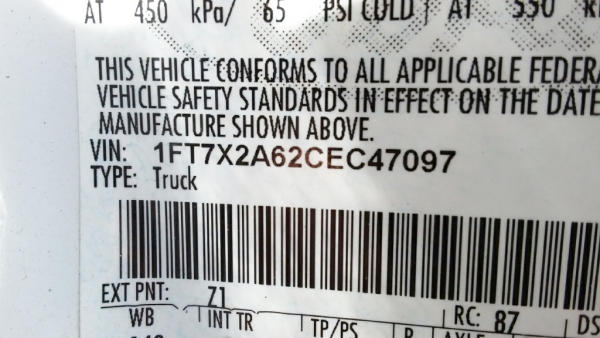 AT 450 kPa/ 65 PSI COLD AT 550
THIS VEHICLE CONFORMS TO ALL APPLICABLE FEDERA
VEHICLE SAFETY STANDARDS IN EFFECT ON THE DATE
MANUFACTURE SHOWN ABOVE.
VIN: 1FT7X2A62CEC47097
TYPE: Truck
EXT PNT: Z1 RC: 87 DS
WB INT TR TP/PS R AXLE